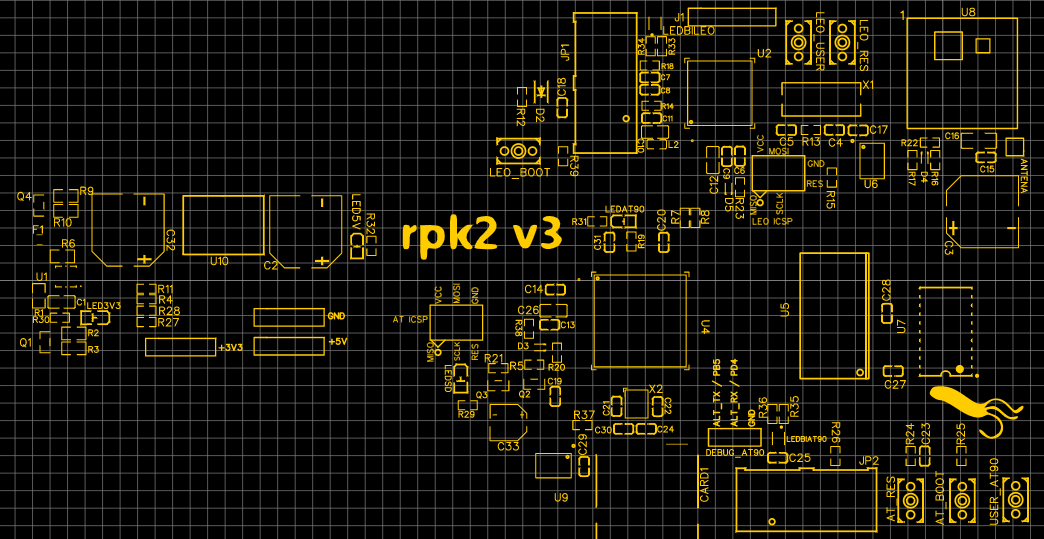 J1
LEDBILEO
R34
R33
JP1
U2
LEO_USER
LEO_RES
1
U8
R18
C7
C8
R14
C11
L2
X1
C18
D2
R12
R39
LEO_BOOT
C5
R13
C4
C17
VCC
MOSI
GND
RES
MISO
SCLK
LEO ICSP
C12
C9
C6
D5
R23
R15
U6
R22
C16
C15
R17
D4
R16
ANTENA
C3
Q4
R9
R10
F1
R6
C32
U10
C2
LED5V
R32
rpk2 v3
LEDAT90
R31
C31
R19
C20
R7
R8
U1
C1
R1
R30
LED3V3
R2
R3
Q1
R11
R4
R28
R27
GND
+3V3
+5V
VCC
MOSI
GND
AT ICSP
MISO
SCLK
RES
C14
C26
C13
R38
D3
R20
R21
R5
C19
Q3
Q2
LEDSD
R29
C33
U4
U5
C28
U7
C27
X2
C21
C22
C30
C24
R37
C29
U9
CARD1
ALT_TX / PB5
ALT_RX / PD4
GND
DEBUG_AT90
R36
R35
LEDBIAT90
C25
R26
JP2
R24
C23
R25
AT_RES
AT_BOOT
USER_AT90